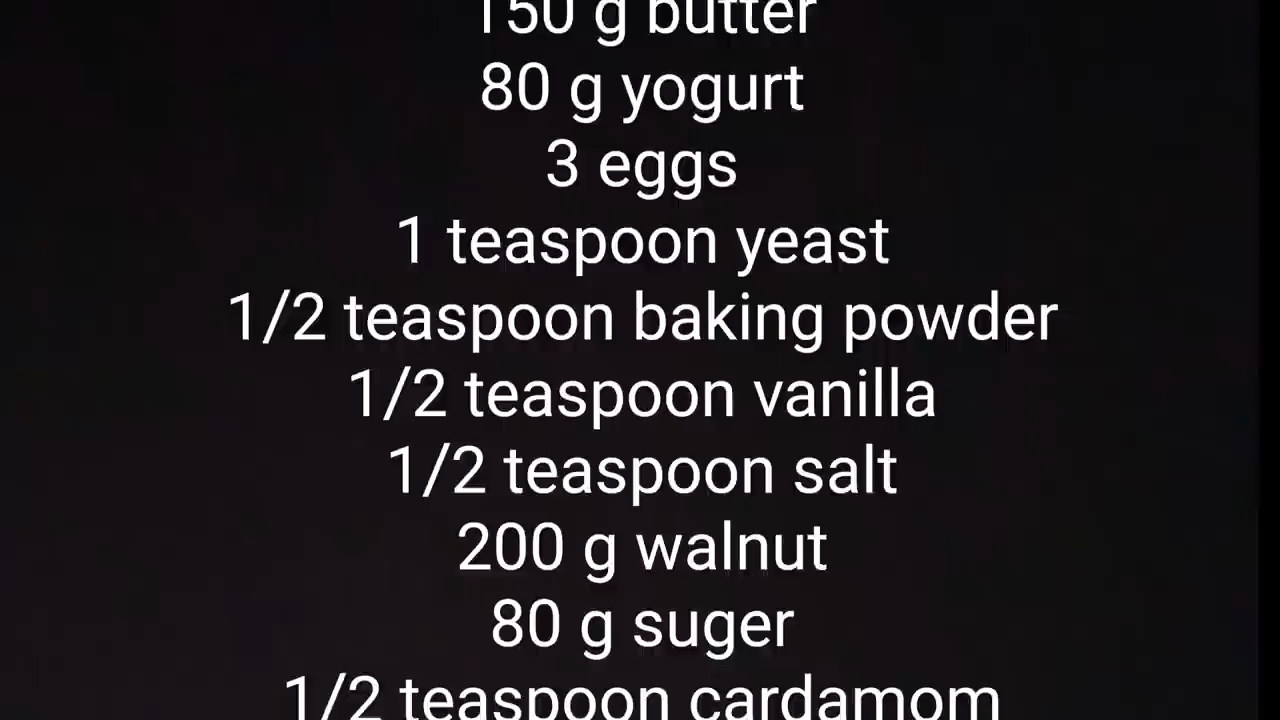 150 g butter
80 g yogurt
3 eggs
1 teaspoon yeast
1/2 teaspoon baking powder
1/2 teaspoon vanilla
1/2 teaspoon salt
200 g walnut
80 g suger
1/2 teaspoon cardamom